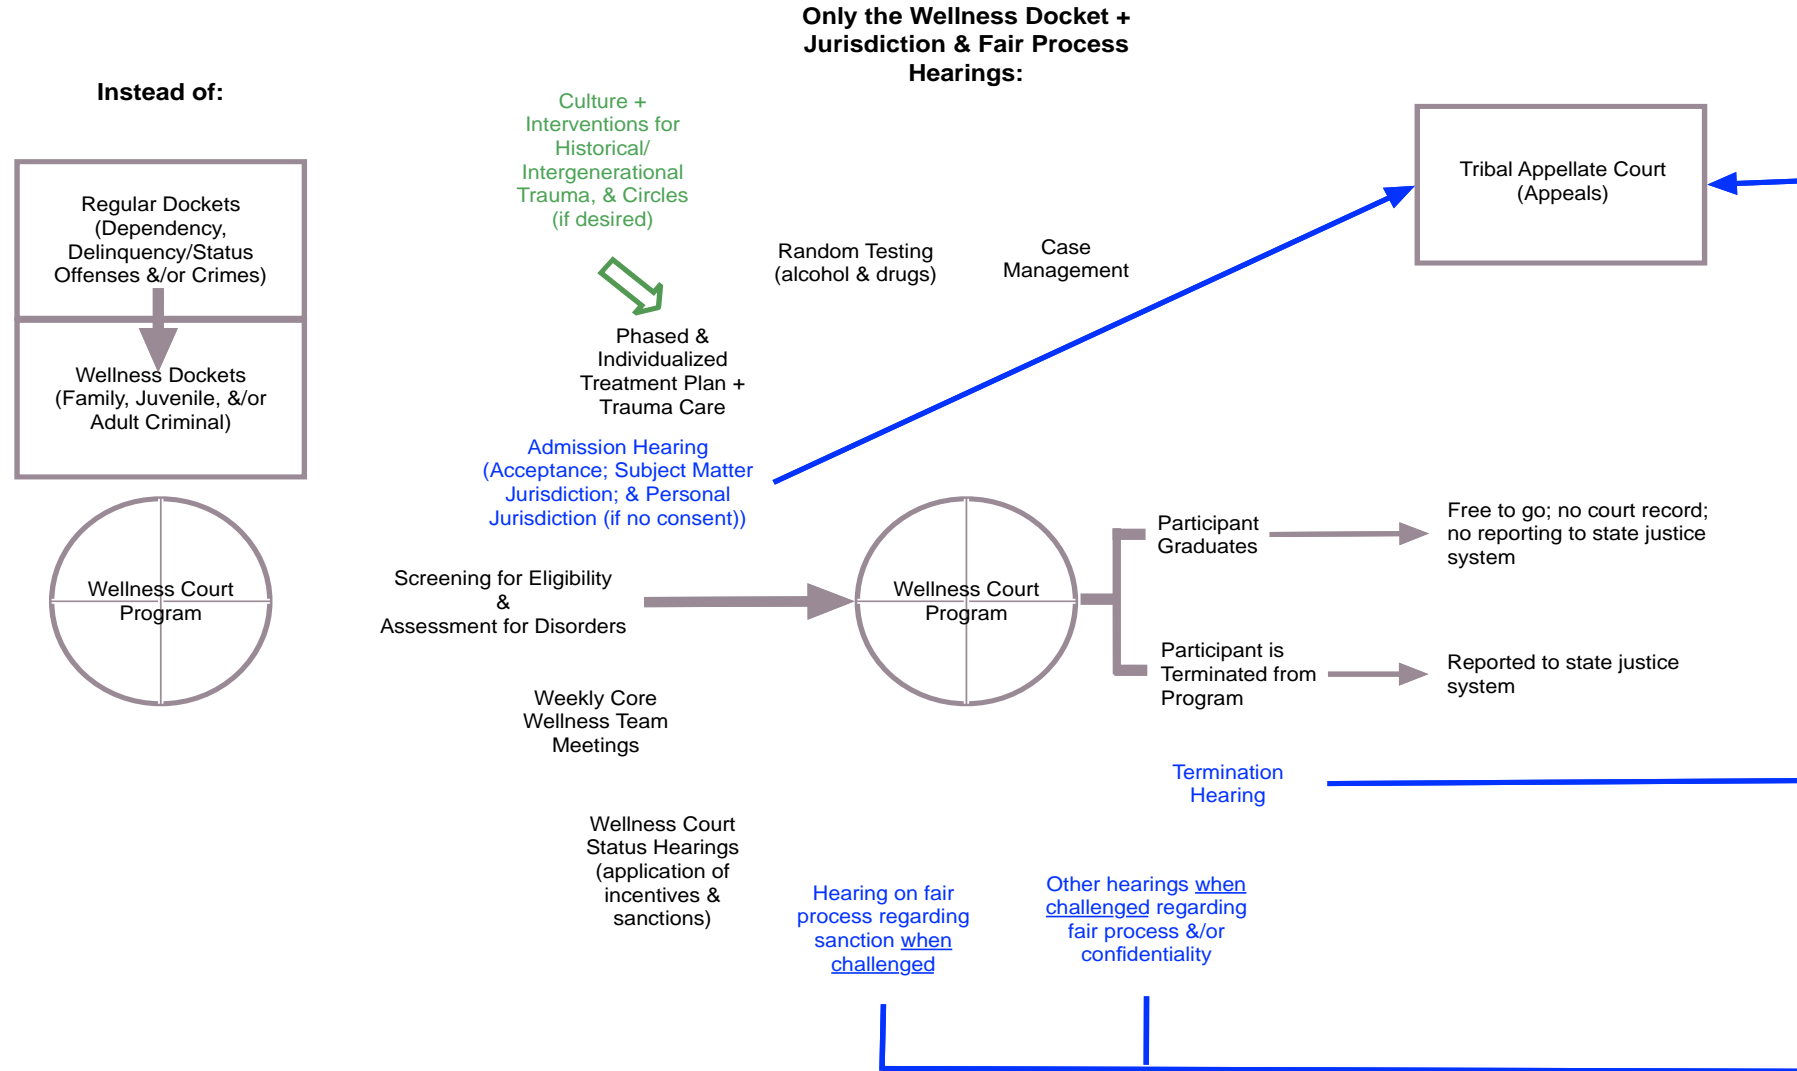 Only the Wellness Docket +
Jurisdiction & Fair Process
Hearings:
Instead of:
Regular Dockets
(Dependency,
Delinquency/Status
Offenses &/or Crimes)
Wellness Dockets
(Family, Juvenile, &/or
Adult Criminal)
Wellness Court
Program
Culture +
Interventions for
Historical/
Intergenerational
Trauma, & Circles
(if desired)
Random Testing
(alcohol & drugs)
Case
Management
Phased &
Individualized
Treatment Plan +
Trauma Care
Admission Hearing
(Acceptance; Subject Matter
Jurisdiction; & Personal
Jurisdiction (if no consent))
Screening for Eligibility
&
Assessment for Disorders
Weekly Core
Wellness Team
Meetings
Wellness Court
Status Hearings
(application of
incentives &
sanctions)
Wellness Court
Program
Hearing on fair
process regarding
sanction when
challenged
Other hearings when
challenged regarding
fair process &/or
confidentiality
Tribal Appellate Court
(Appeals)
Participant
Graduates
Free to go; no court record;
no reporting to state justice
system
Participant is
Terminated from
Program
Reported to state justice
system
Termination
Hearing